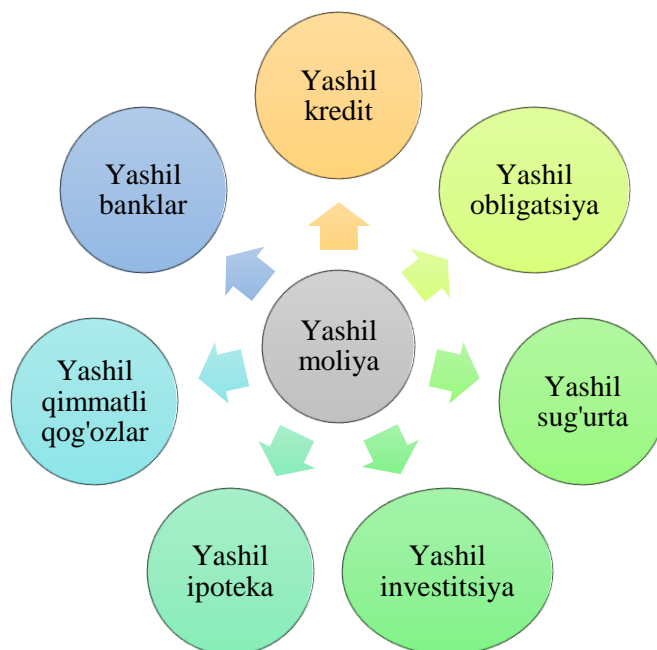 Yashil
kredit
Yashil
obligatsiya
Yashil
sug'urta
Yashil
investitsiya
Yashil
ipoteka
Yashil
qimmatli
qog'ozlar
Yashil
banklar
Yashil
moliya